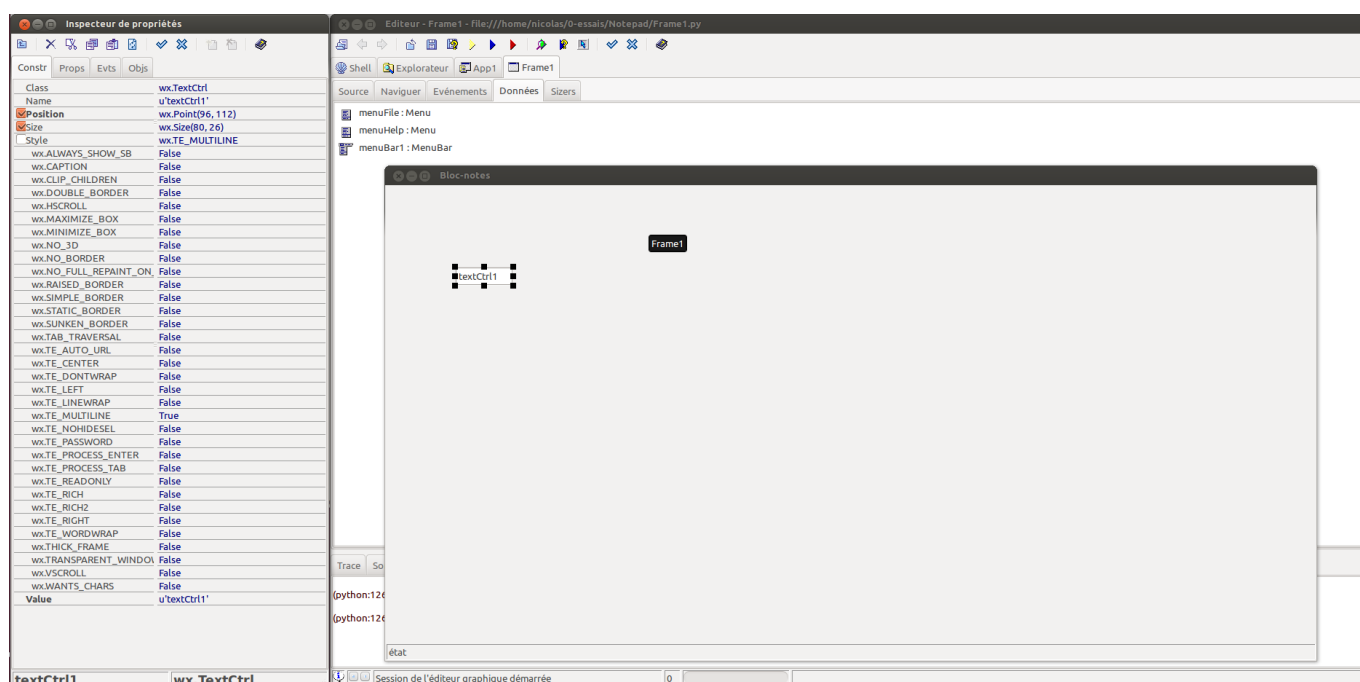 Inspecteur de propriétés
Constr Props Evts Objs
Class wx.TextCtrl
Name u'textCtrl1'
Position wx.Point(96, 112)
Size wx.Size(80, 26)
Style wx.TE_MULTILINE
wx.ALWAYS_SHOW_SB False
wx.CAPTION False
wx.CLIP_CHILDREN False
wx.DOUBLE_BORDER False
wx.HSCROLL False
wx.MAXIMIZE_BOX False
wx.MINIMIZE_BOX False
wx.NO_3D False
wx.NO_BORDER False
wx.NO_FULL_REPAINT_ON_ False
wx.RAISED_BORDER False
wx.SIMPLE_BORDER False
wx.STATIC_BORDER False
wx.SUNKEN_BORDER False
wx.TAB_TRAVERSAL False
wx.TE_AUTO_URL False
wx.TE_CENTER False
wx.TE_DONTWRAP False
wx.TE_LEFT False
wx.TE_LINEWRAP False
wx.TE_MULTILINE True
wx.TE_NOHIDESEL False
wx.TE_PASSWORD False
wx.TE_PROCESS_ENTER False
wx.TE_PROCESS_TAB False
wx.TE_READONLY False
wx.TE_RICH False
wx.TE_RICH2 False
wx.TE_RIGHT False
wx.TE_WORDWRAP False
wx.THICK_FRAME False
wx.TRANSPARENT_WINDOW False
wx.VSCROLL False
wx.WANTS_CHARS False
Value u'textCtrl1'
textCtrl1 wx.TextCtrl
Editeur - Frame1 - file:///home/nicolas/0-essais/Notepad/Frame1.py
Shell Explorateur App1 Frame1
Source Naviguer Evénements Données Sizers
menuFile : Menu
menuHelp : Menu
menuBar1 : MenuBar
Bloc-notes
Frame1
textCtrl1
état
Trace So
(python:126
(python:126
Session de l'éditeur graphique démarrée 0